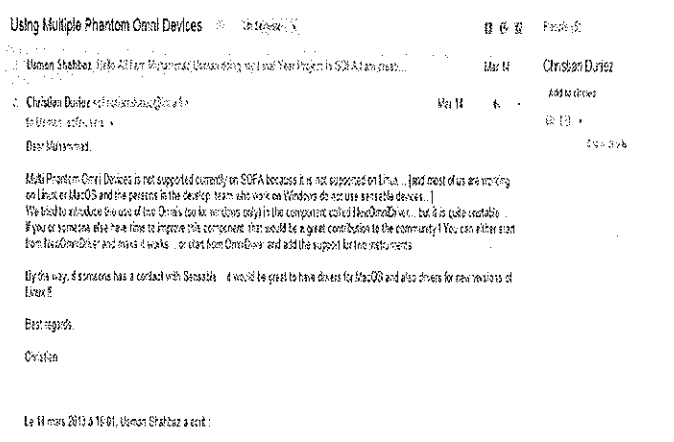 Using Multiple Phantom Omni Devices
People (2)
Usman Shahbaz Hello All I am Muhammad Usman doing my Final Year Project in SOFA I am
Mar 14
Christian Duriez
Christian Duriez
Mar 14
Add to circles
to Usman
Dear Muhammad,
Multi Phantom Omni Devices is not supported currently on SOFA because it is not supported on Linux... [and most of us are working
on Linux or MacOS and the persons in the develop. team who work on Windows do not use sensable devices...]
We tried to introduce the use of two Omnis (so for windows only) in the component called NewOmniDriver... but it is quite unstable...
If you or someone else have time to improve this component, that would be a great contribution to the community ! You can either start
from NewOmniDriver and make it works... or start from OmniDriver and add the support for two instruments.
By the way, if someone has a contact with Sensable... it would be great to have drivers for MacOS and also drivers for new versions of
Linux !!
Best regards,
Christian
Usman Shahbaz a écrit :